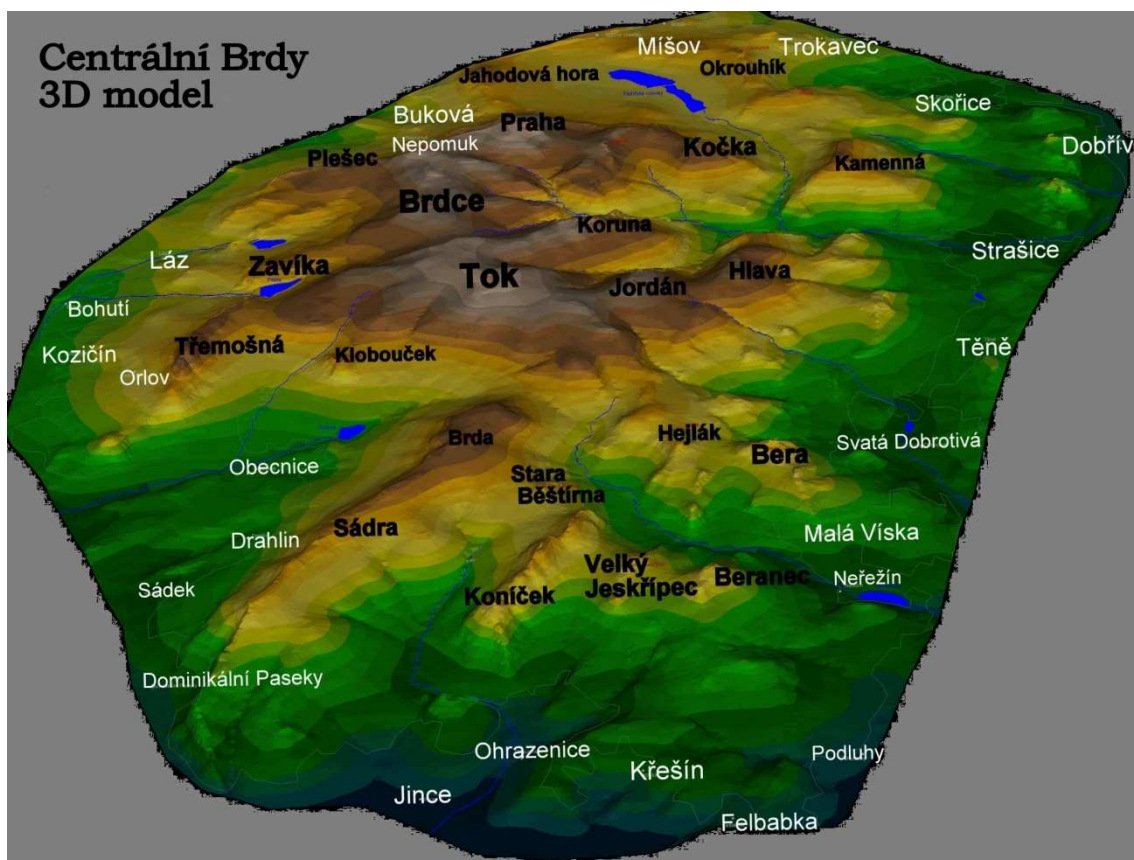 Centrální Brdy
3D model
Míšov
Trokavec
Jahodová hora
Okrouhík
Skořice
Buková
Praha
Nepomuk
Kočka
Dobřív
Plešec
Kamenná
Brdce
Koruna
Láz
Zavíka
Tok
Jordán
Hlava
Strašice
Bohutí
Kozičín
Třemošná
Klobouček
Těně
Orlov
Brda
Hejlák
Svatá Dobrotivá
Bera
Obecnice
Stara
Běštírna
Sádra
Drahlin
Malá Víska
Velký
Jeskřípec
Beranec
Neřežín
Sádek
Koníček
Dominikální Paseky
Ohrazenice
Křešín
Podluhy
Jince
Felbabka